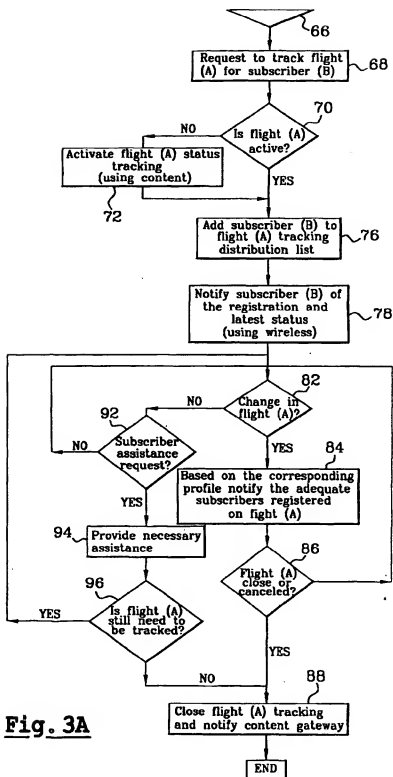 66
Request to track flight
(A) for subscriber (B)
68
70
NO
Is flight (A)
active?
Activate flight (A) status
tracking
(using content)
YES
72
Add subscriber (B) to
flight (A) tracking
distribution list
76
Notify subscriber (B) of
the registration and
latest status
(using wireless)
78
82
92
NO
Change in
flight (A)?
NO
Subscriber
assistance
request?
YES
84
YES
Based on the corresponding
profile notify the adequate
subscribers registered
on fight (A)
94
Provide necessary
assistance
86
96
Flight (A)
close or
canceled?
YES
Is flight (A)
still need to
be tracked?
YES
NO
88
Close flight (A) tracking
and notify content gateway
Fig. 3A
END